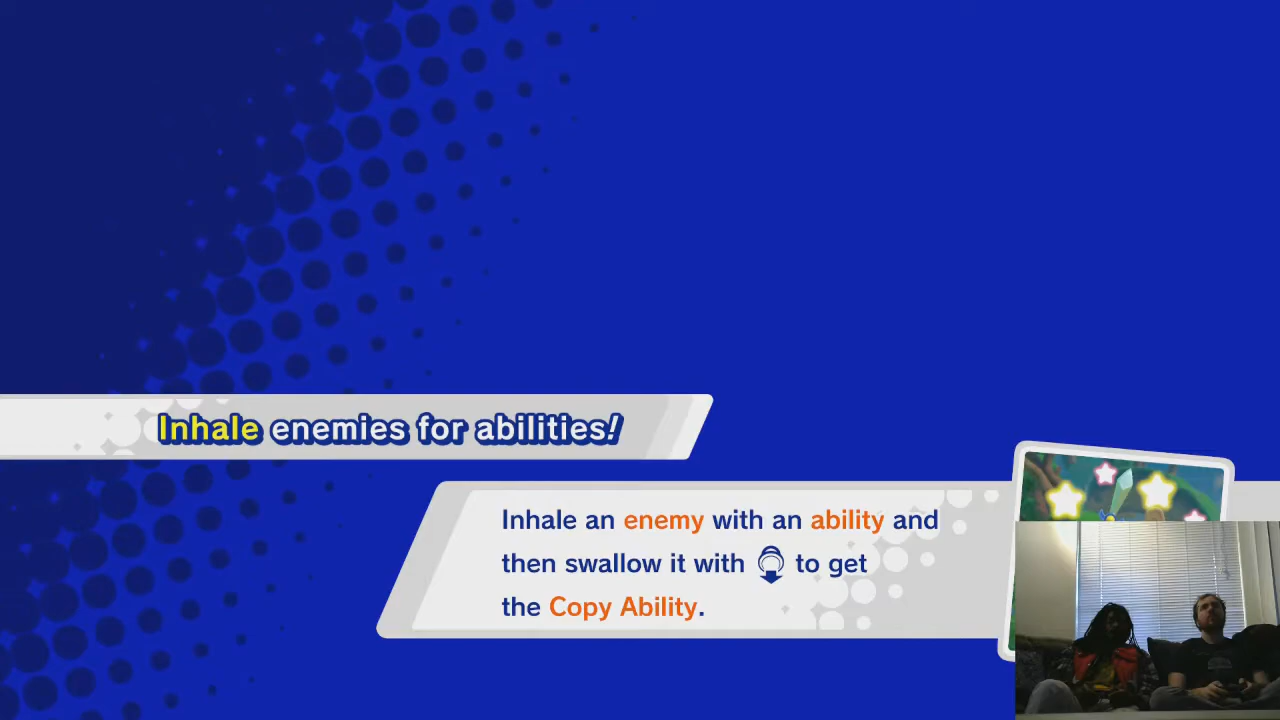 Inhale enemies for abilities!
Inhale an enemy with an ability and
then swallow it with to get
the Copy Ability.